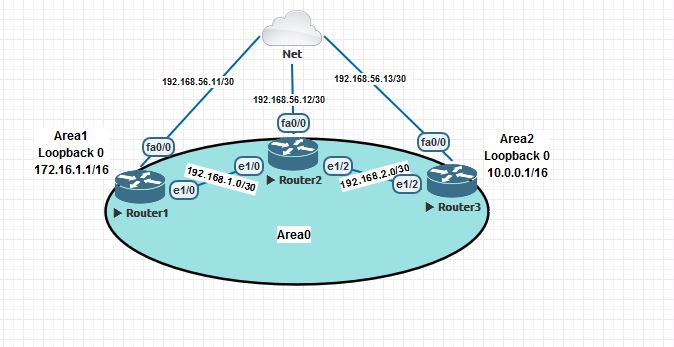 Net
192.168.56.11/30
192.168.56.13/30
192.168.56.12/30
Area1
Loopback 0
172.16.1.1/16
fa0/0
fa0/0
fa0/0
Area2
Loopback 0
10.0.0.1/16
e1/0
192.168.1.0/30
e1/0
Router2
e1/2
192.168.2.0/30
e1/2
Router1
Router3
Area0